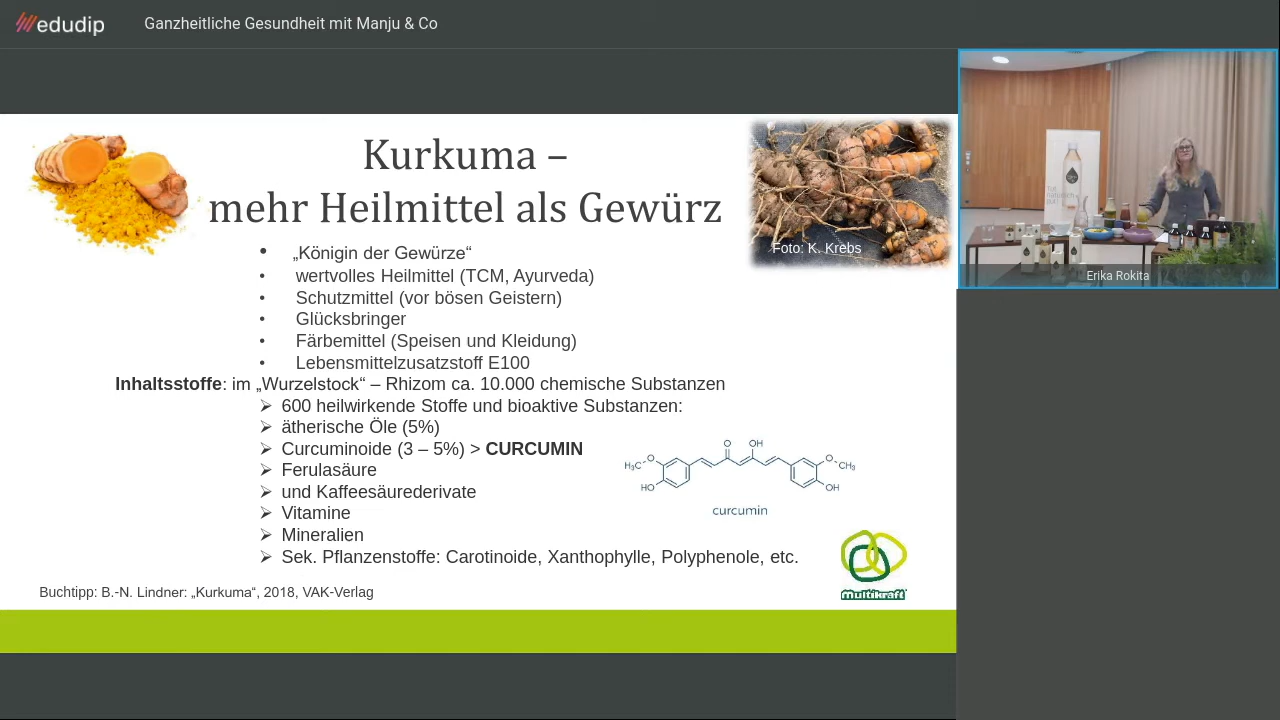 edudip
Ganzheitliche Gesundheit mit Manju & Co
Kurkuma –
mehr Heilmittel als Gewürz
• „Königin der Gewürze“
• wertvolles Heilmittel (TCM, Ayurveda)
• Schutzmittel (vor bösen Geistern)
• Glücksbringer
• Färbemittel (Speisen und Kleidung)
• Lebensmittelzusatzstoff E100
Inhaltsstoffe: im „Wurzelstock“ – Rhizom ca. 10.000 chemische Substanzen
➢ 600 heilwirkende Stoffe und bioaktive Substanzen:
➢ ätherische Öle (5%)
➢ Curcuminoide (3 – 5%) > CURCUMIN
➢ Ferulasäure
➢ und Kaffeesäurederivate
➢ Vitamine
➢ Mineralien
➢ Sek. Pflanzenstoffe: Carotinoide, Xanthophylle, Polyphenole, etc.
Buchtipp: B.-N. Lindner: „Kurkuma“, 2018, VAK-Verlag
Foto: K. Krebs
O OH
H₃C O O CH₃
HO OH
curcumin
multikraft
Erika Rokita